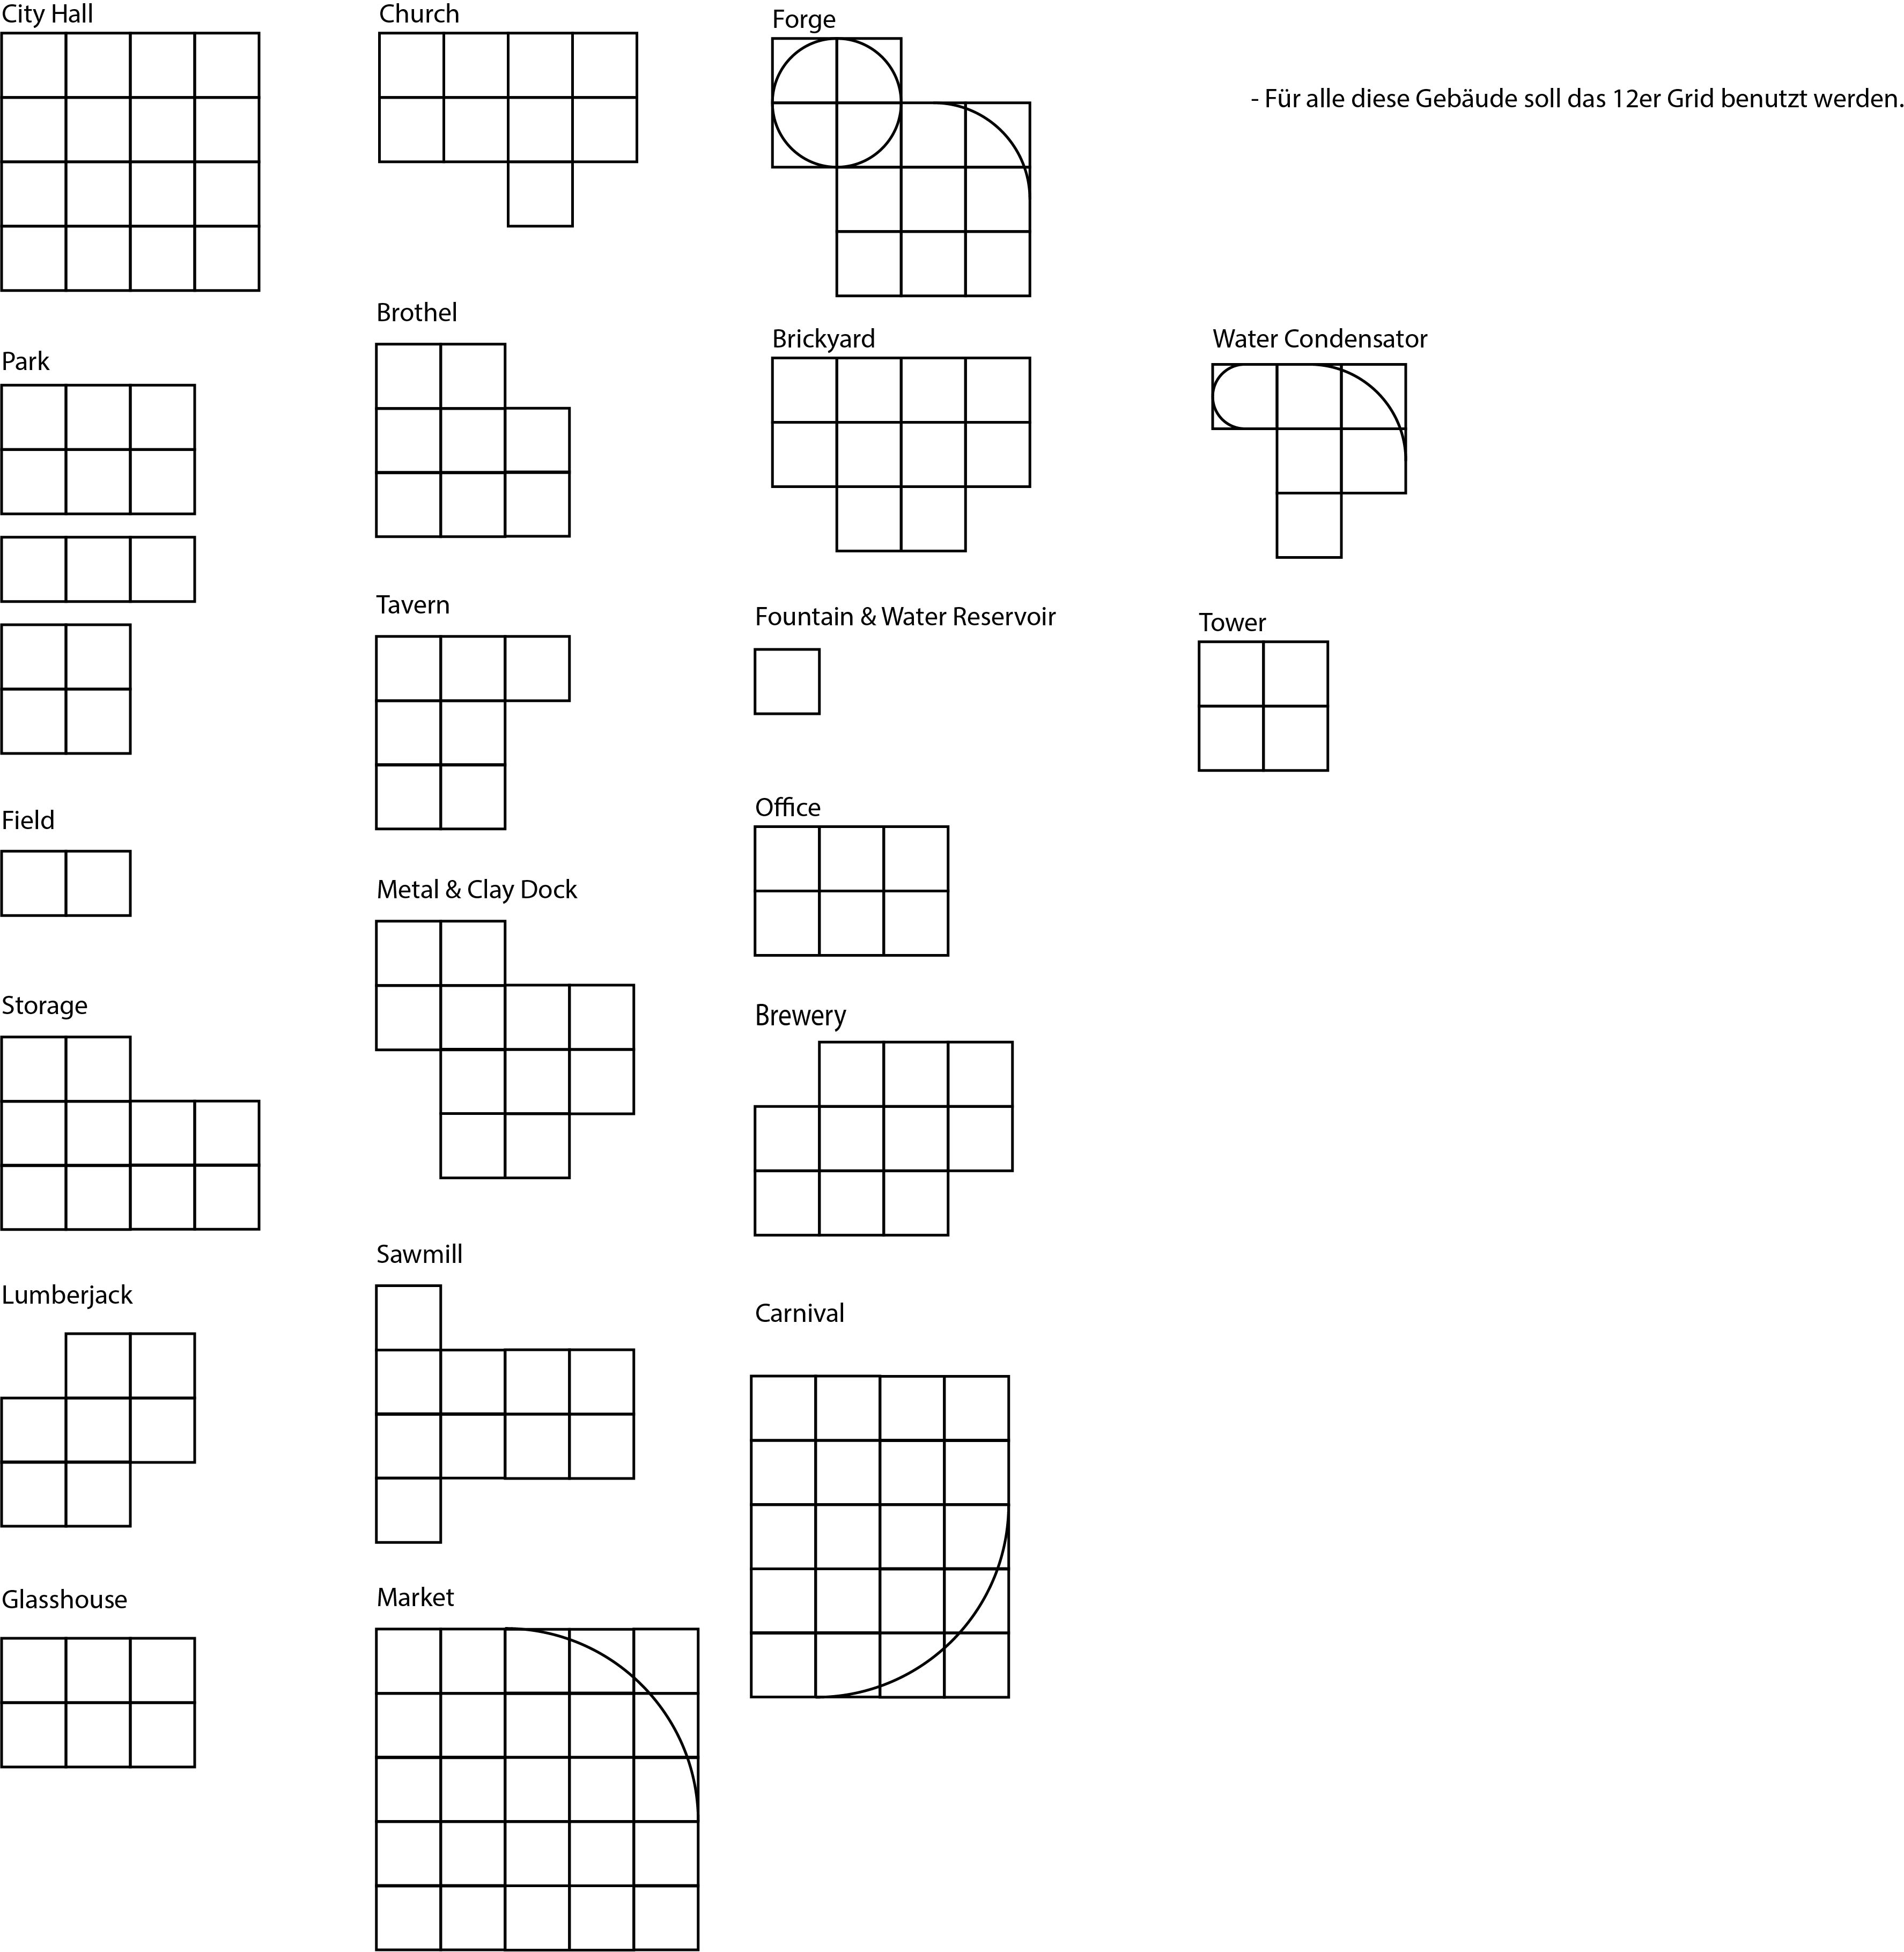 City Hall
Church
Forge
- Für alle diese Gebäude soll das 12er Grid benutzt werden.
Brothel
Brickyard
Water Condensator
Park
Tavern
Fountain & Water Reservoir
Tower
Field
Office
Metal & Clay Dock
Storage
Brewery
Sawmill
Lumberjack
Carnival
Glasshouse
Market